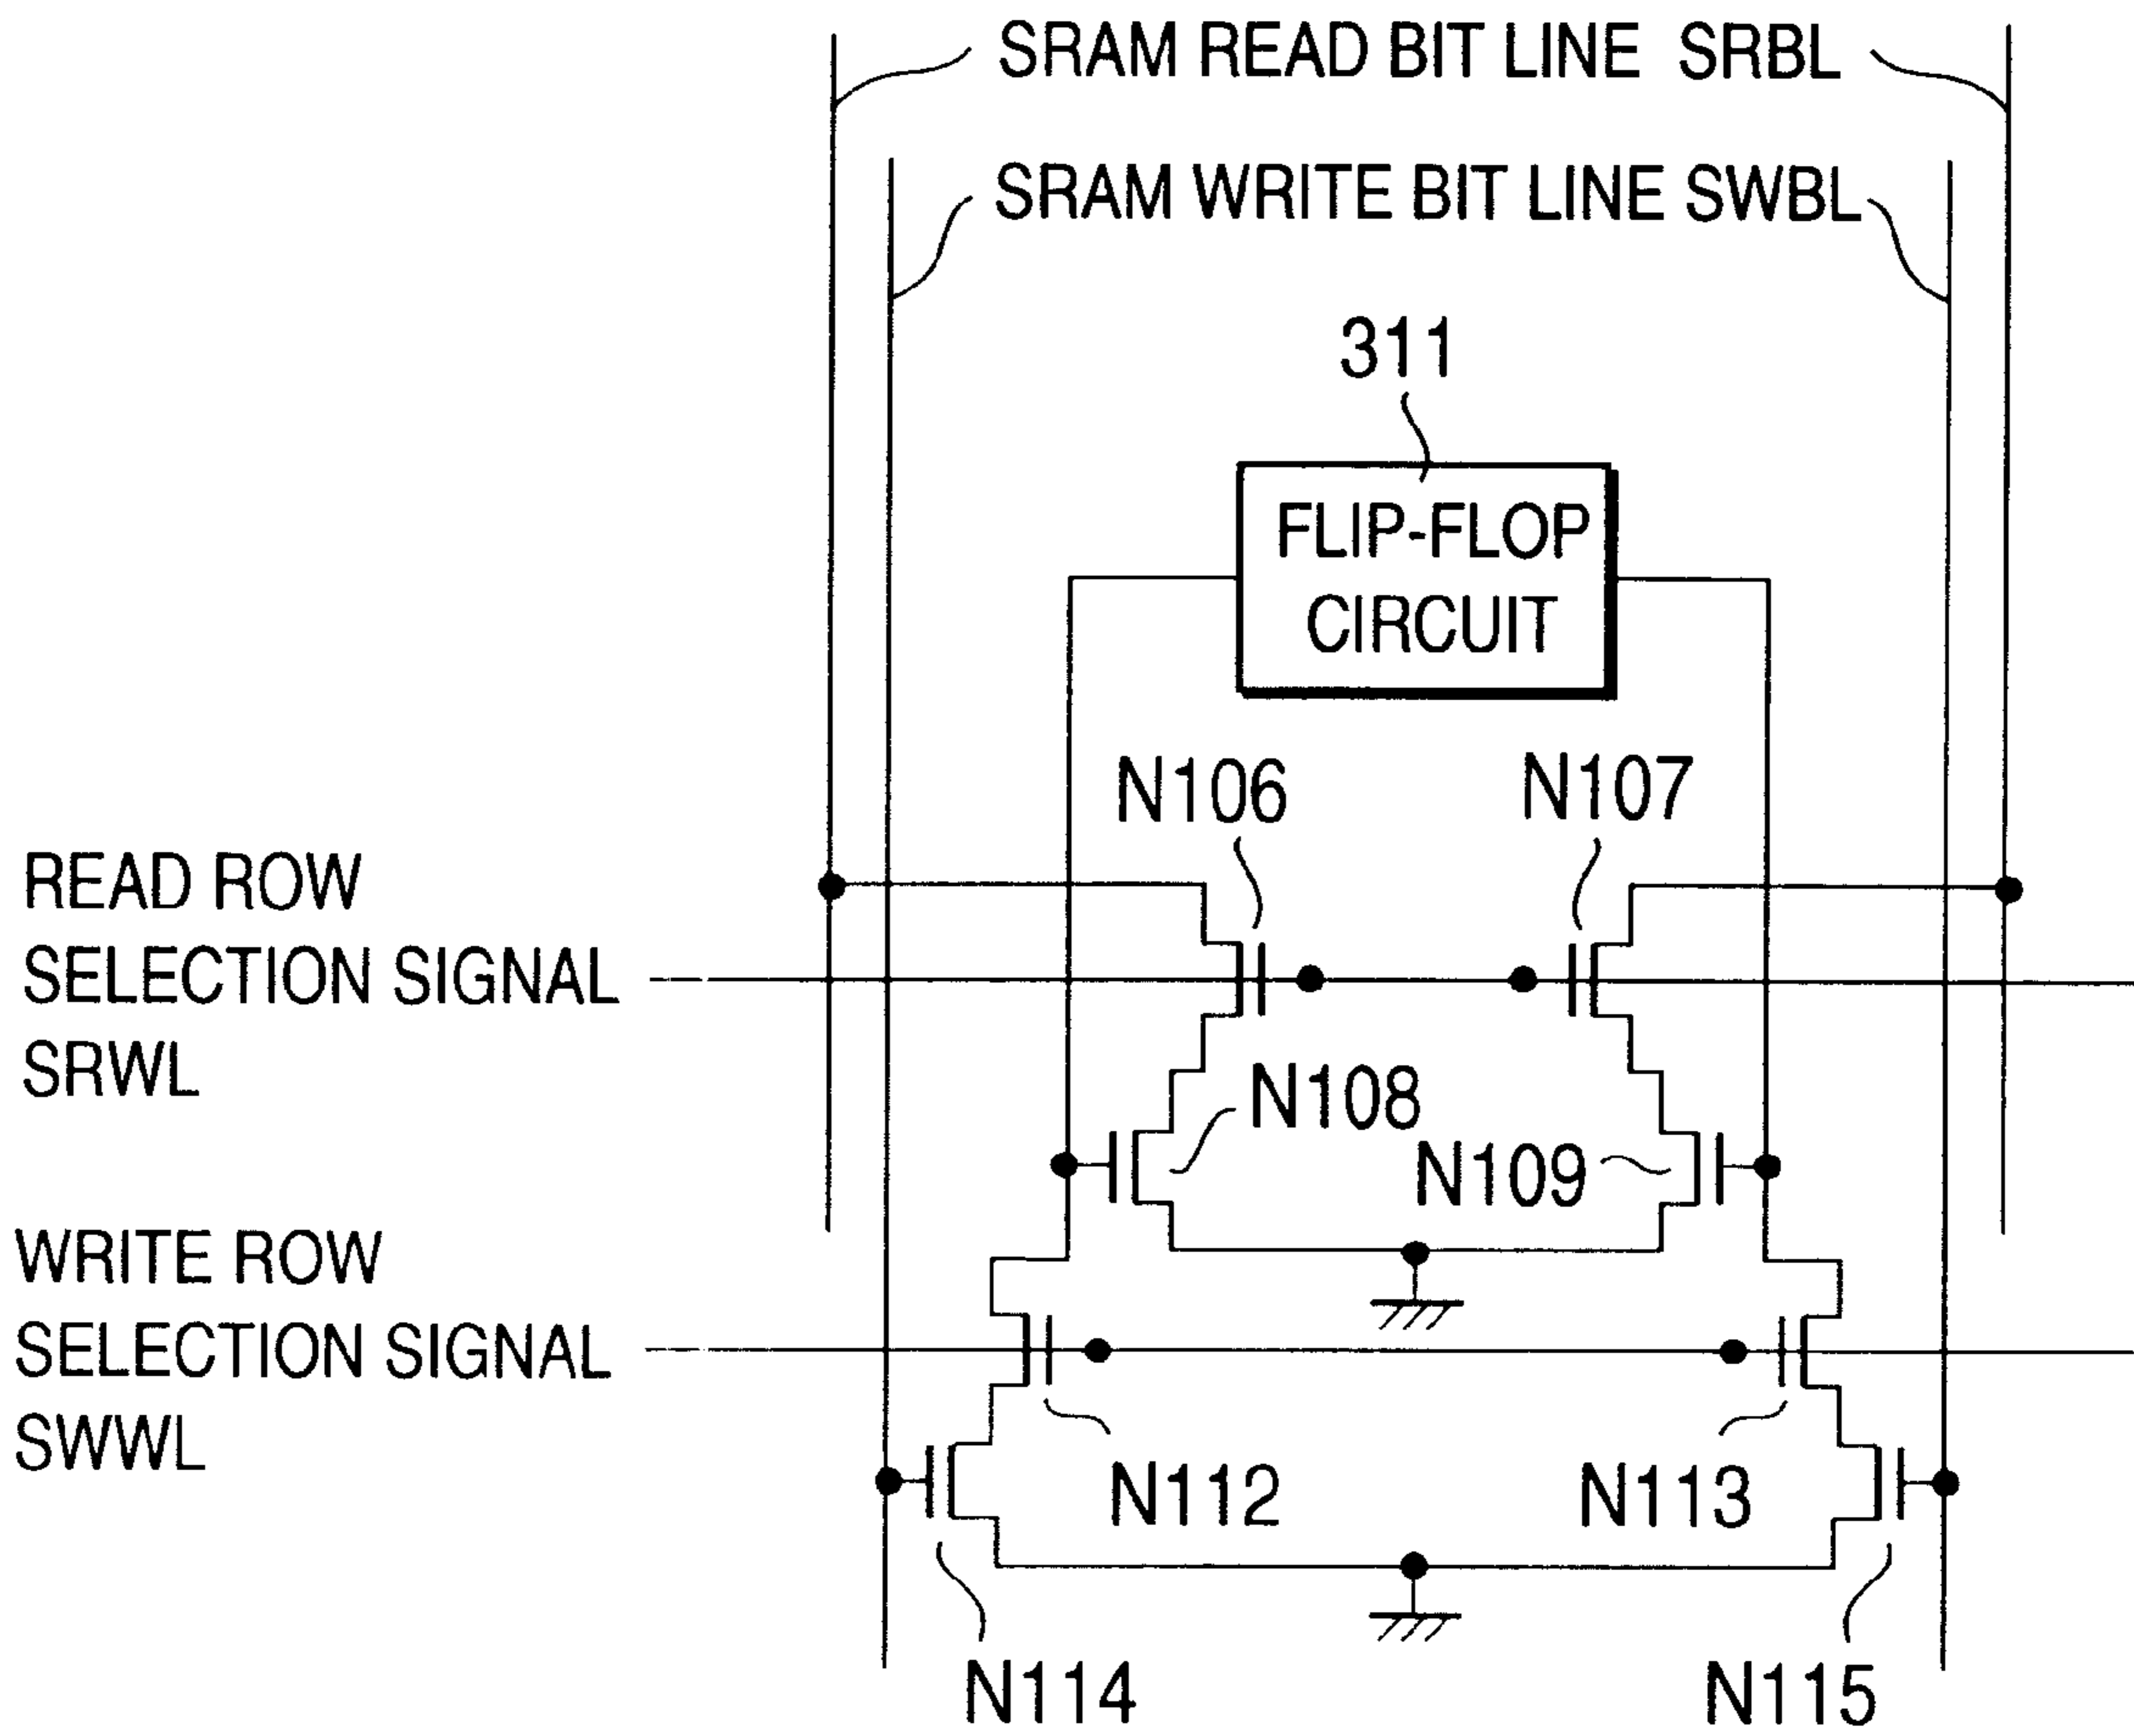 SRAM READ BIT LINE SRBL
SRAM WRITE BIT LINE SWBL
311
FLIP-FLOP
CIRCUIT
N106
N107
READ ROW
SELECTION SIGNAL
SRWL
N108
N109
WRITE ROW
SELECTION SIGNAL
SWWL
N112
N113
N114
N115